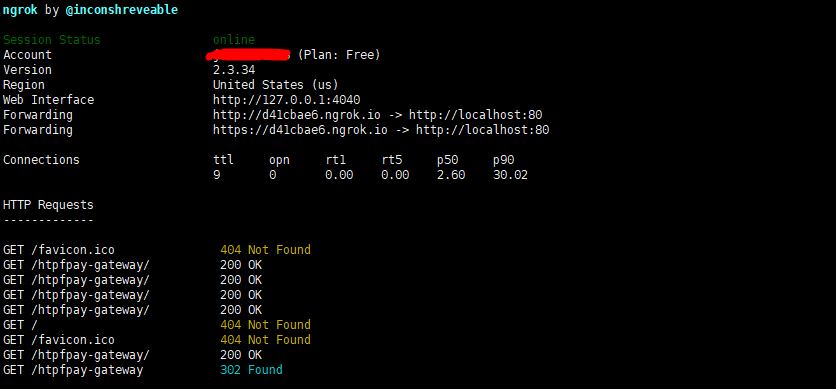 ngrok by @inconshreveable
Session Status online
Account (Plan: Free)
Version 2.3.34
Region United States (us)
Web Interface http://127.0.0.1:4040
Forwarding http://d41cbae6.ngrok.io -> http://localhost:80
Forwarding https://d41cbae6.ngrok.io -> http://localhost:80
Connections ttl opn rt1 rt5 p50 p90
9 0 0.00 0.00 2.60 30.02
HTTP Requests
-------------
GET /favicon.ico 404 Not Found
GET /htpfpay-gateway/ 200 OK
GET /htpfpay-gateway/ 200 OK
GET /htpfpay-gateway/ 200 OK
GET /htpfpay-gateway/ 200 OK
GET / 404 Not Found
GET /favicon.ico 404 Not Found
GET /htpfpay-gateway/ 200 OK
GET /htpfpay-gateway 302 Found